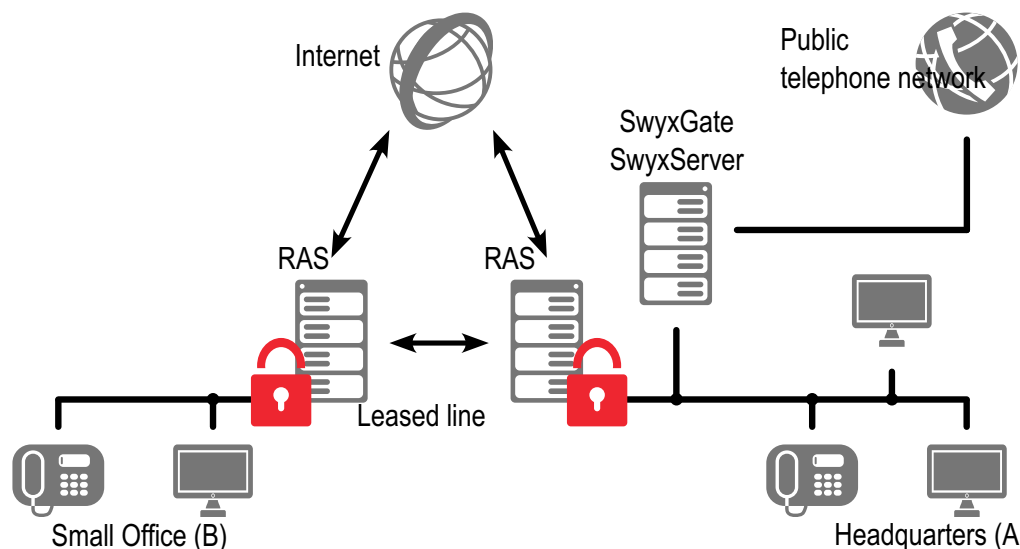 Internet
Public
telephone network
SwyxGate
SwyxServer
RAS
RAS
Leased line
Small Office (B)
Headquarters (A